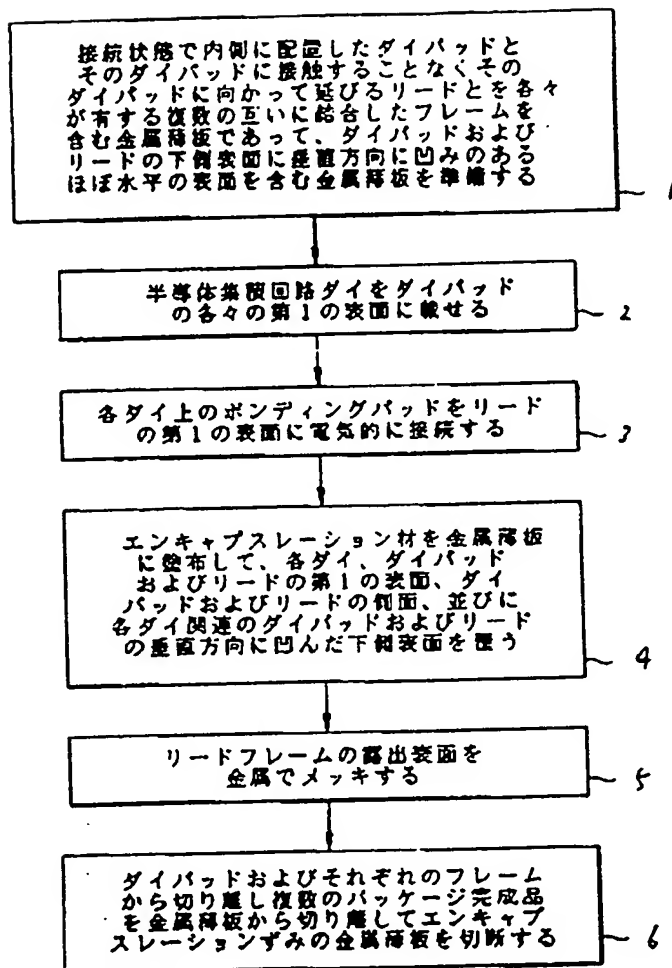 接続状態で内側に配置したダイパッドと
そのダイパッドに接触することなくその
ダイパッドに向かって延びるリードとを各々
が有する複数の互いに結合したフレームを
含む金属薄板であって、ダイパッドおよび
リードの下側表面に垂直方向に凹みのある
ほぼ水平の表面を含む金属薄板を準備する
1
半導体集積回路ダイをダイパッド
の各々の第1の表面に載せる
2
各ダイ上のボンディングパッドをリード
の第1の表面に電気的に接続する
3
エンキャプスレーション材を金属薄板
に塗布して、各ダイ、ダイパッド
およびリードの第1の表面、ダイ
パッドおよびリードの側面、並びに
各ダイ関連のダイパッドおよびリード
の垂直方向に凹んだ下側表面を覆う
4
リードフレームの露出表面を
金属でメッキする
5
ダイパッドおよびそれぞれのフレーム
から切り離し複数のパッケージ完成品
を金属薄板から切り離してエンキャプ
スレーションずみの金属薄板を切断する
6